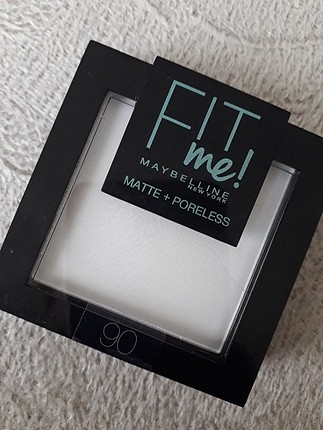 FIT
me!
MAYBELLINE
NEW YORK
MATTE + PORELESS
90